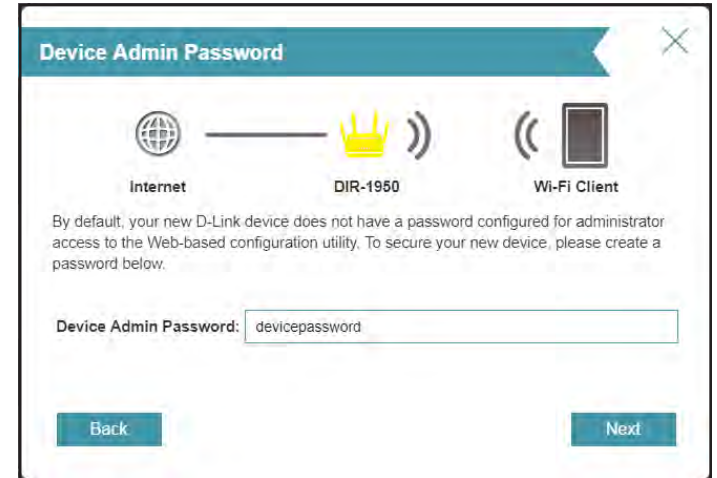 Device Admin Password
Internet
DIR-1950
Wi-Fi Client
By default, your new D-Link device does not have a password configured for administrator
access to the Web-based configuration utility. To secure your new device, please create a
password below.
Device Admin Password: devicepassword
Back
Next